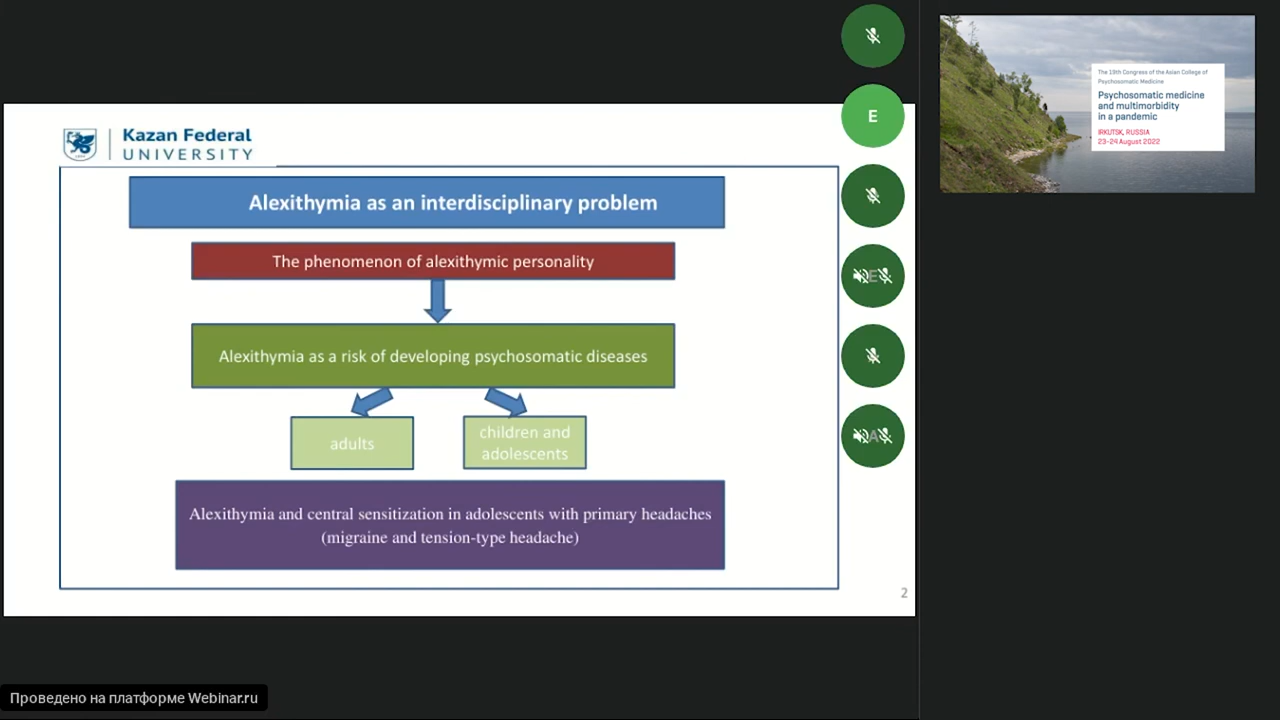 Kazan Federal
UNIVERSITY
Alexithymia as an interdisciplinary problem
The phenomenon of alexithymic personality
Alexithymia as a risk of developing psychosomatic diseases
adults
children and
adolescents
Alexithymia and central sensitization in adolescents with primary headaches
(migraine and tension-type headache)
2
E
E
A
The 19th Congress of the Asian College of
Psychosomatic Medicine
Psychosomatic medicine
and multimorbidity
in a pandemic
IRKUTSK, RUSSIA
23-24 August 2022
Проведено на платформе Webinar.ru